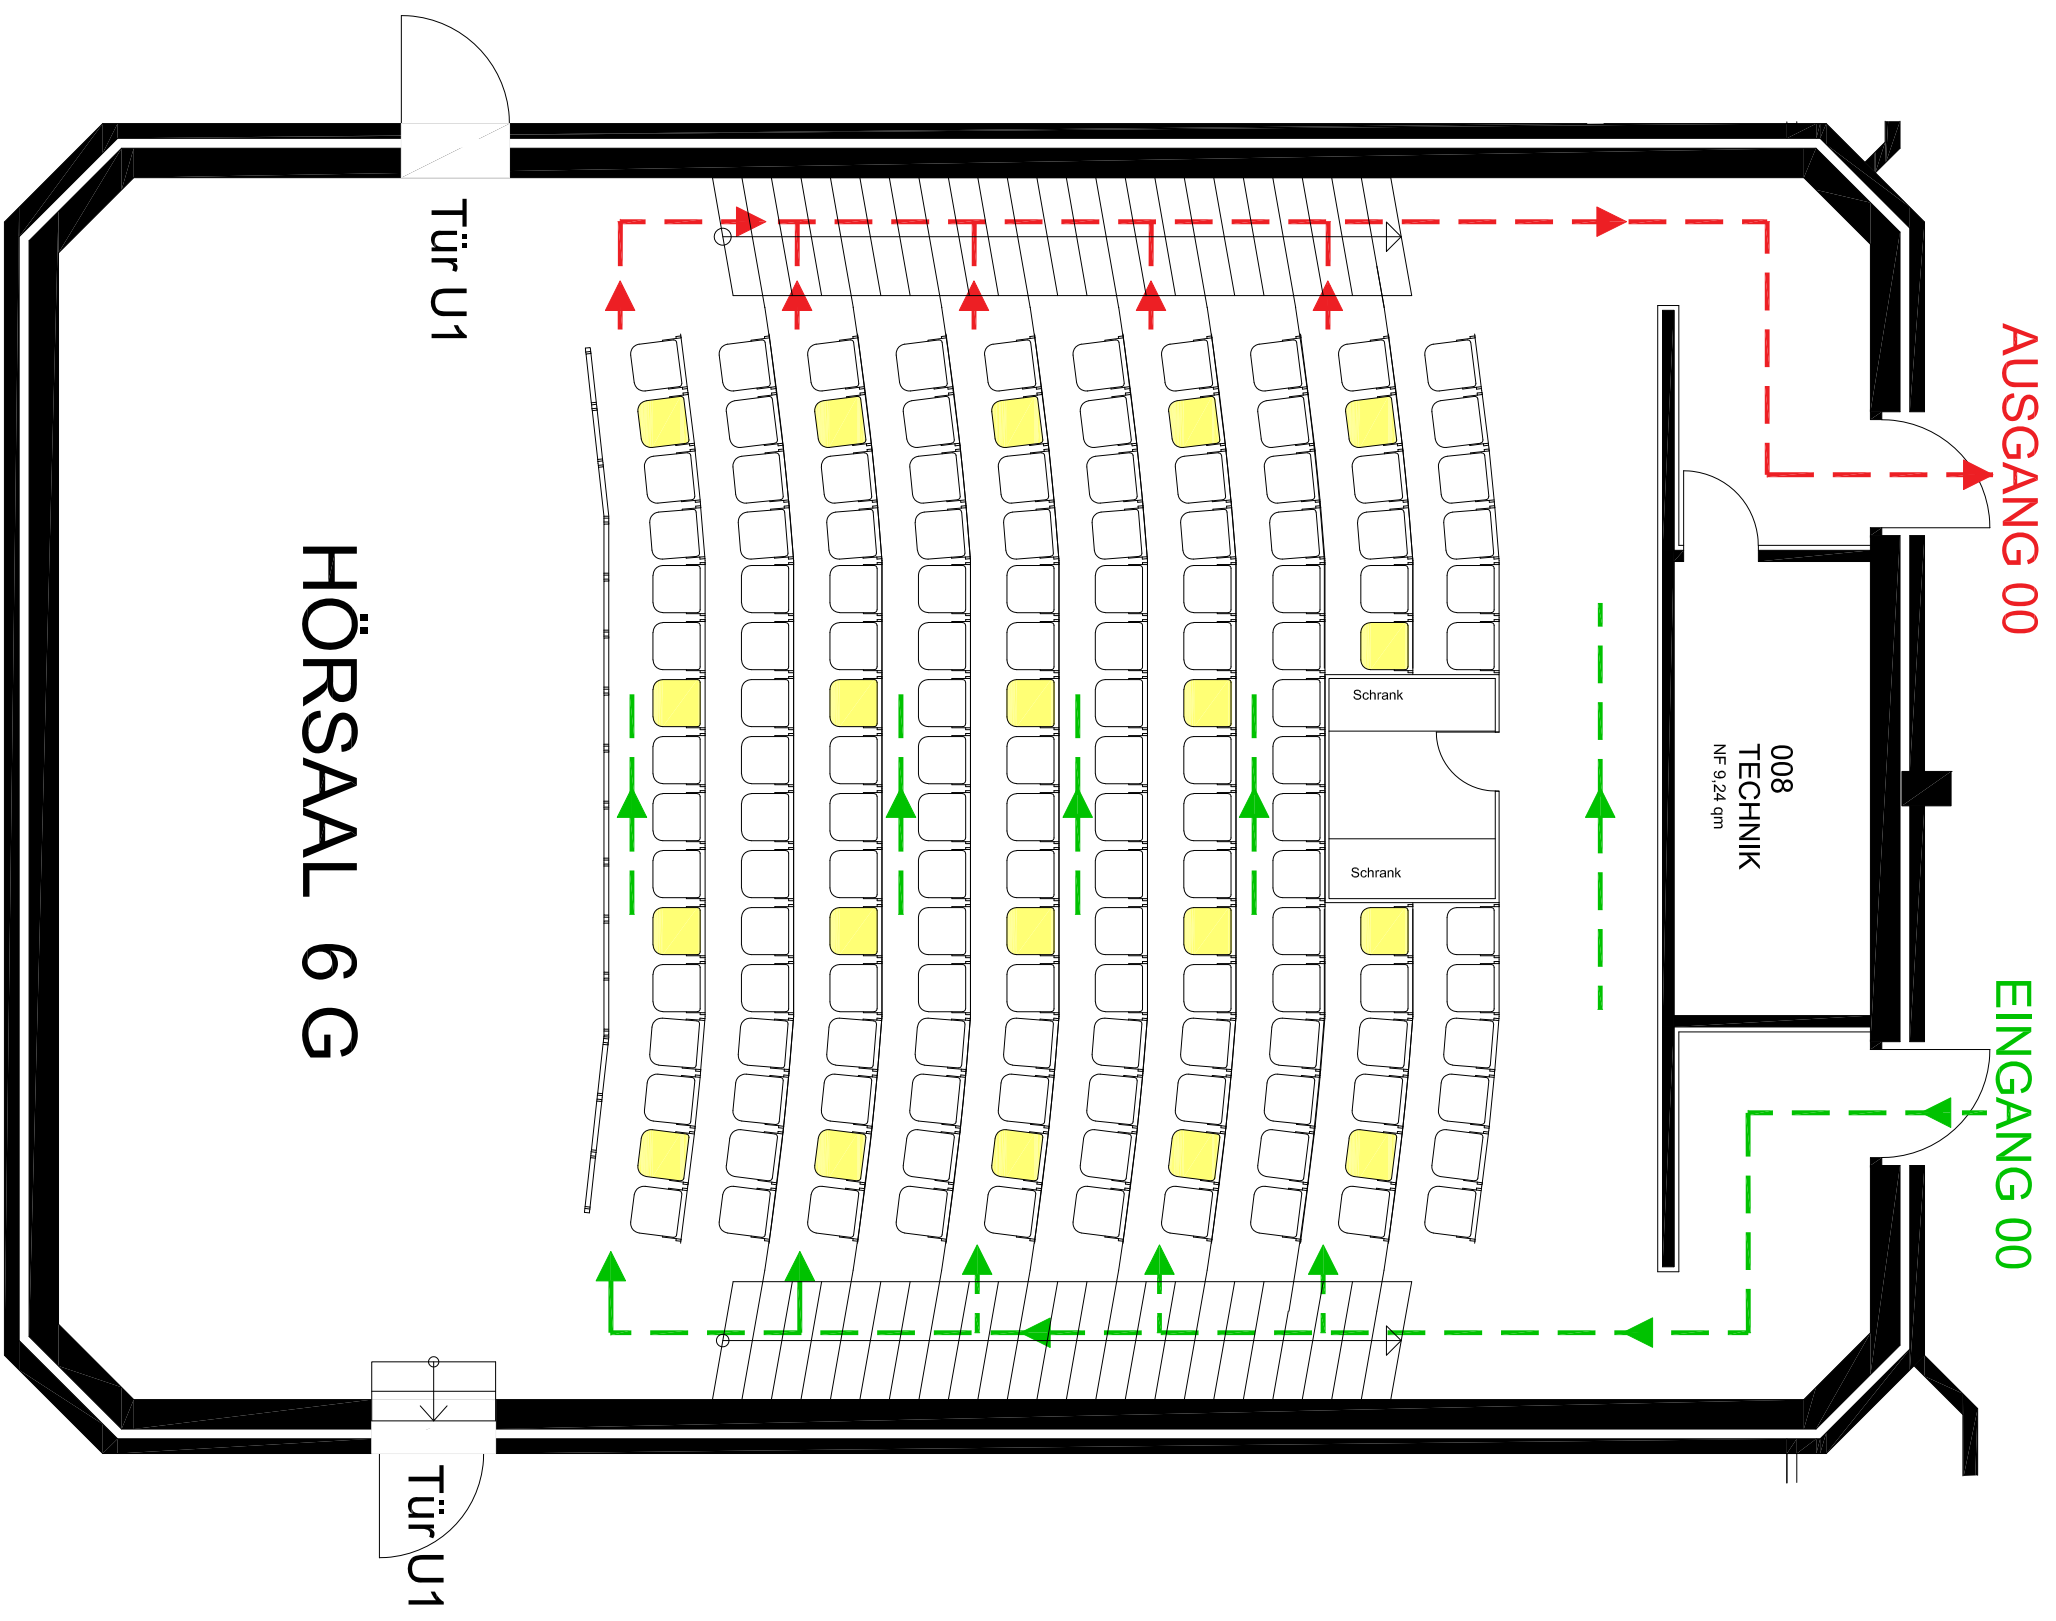 AUSGANG 00
EINGANG 00
008
TECHNIK
NF 9,24 qm
Schrank
Schrank
Tür U1
HÖRSAAL 6 G
Tür U1